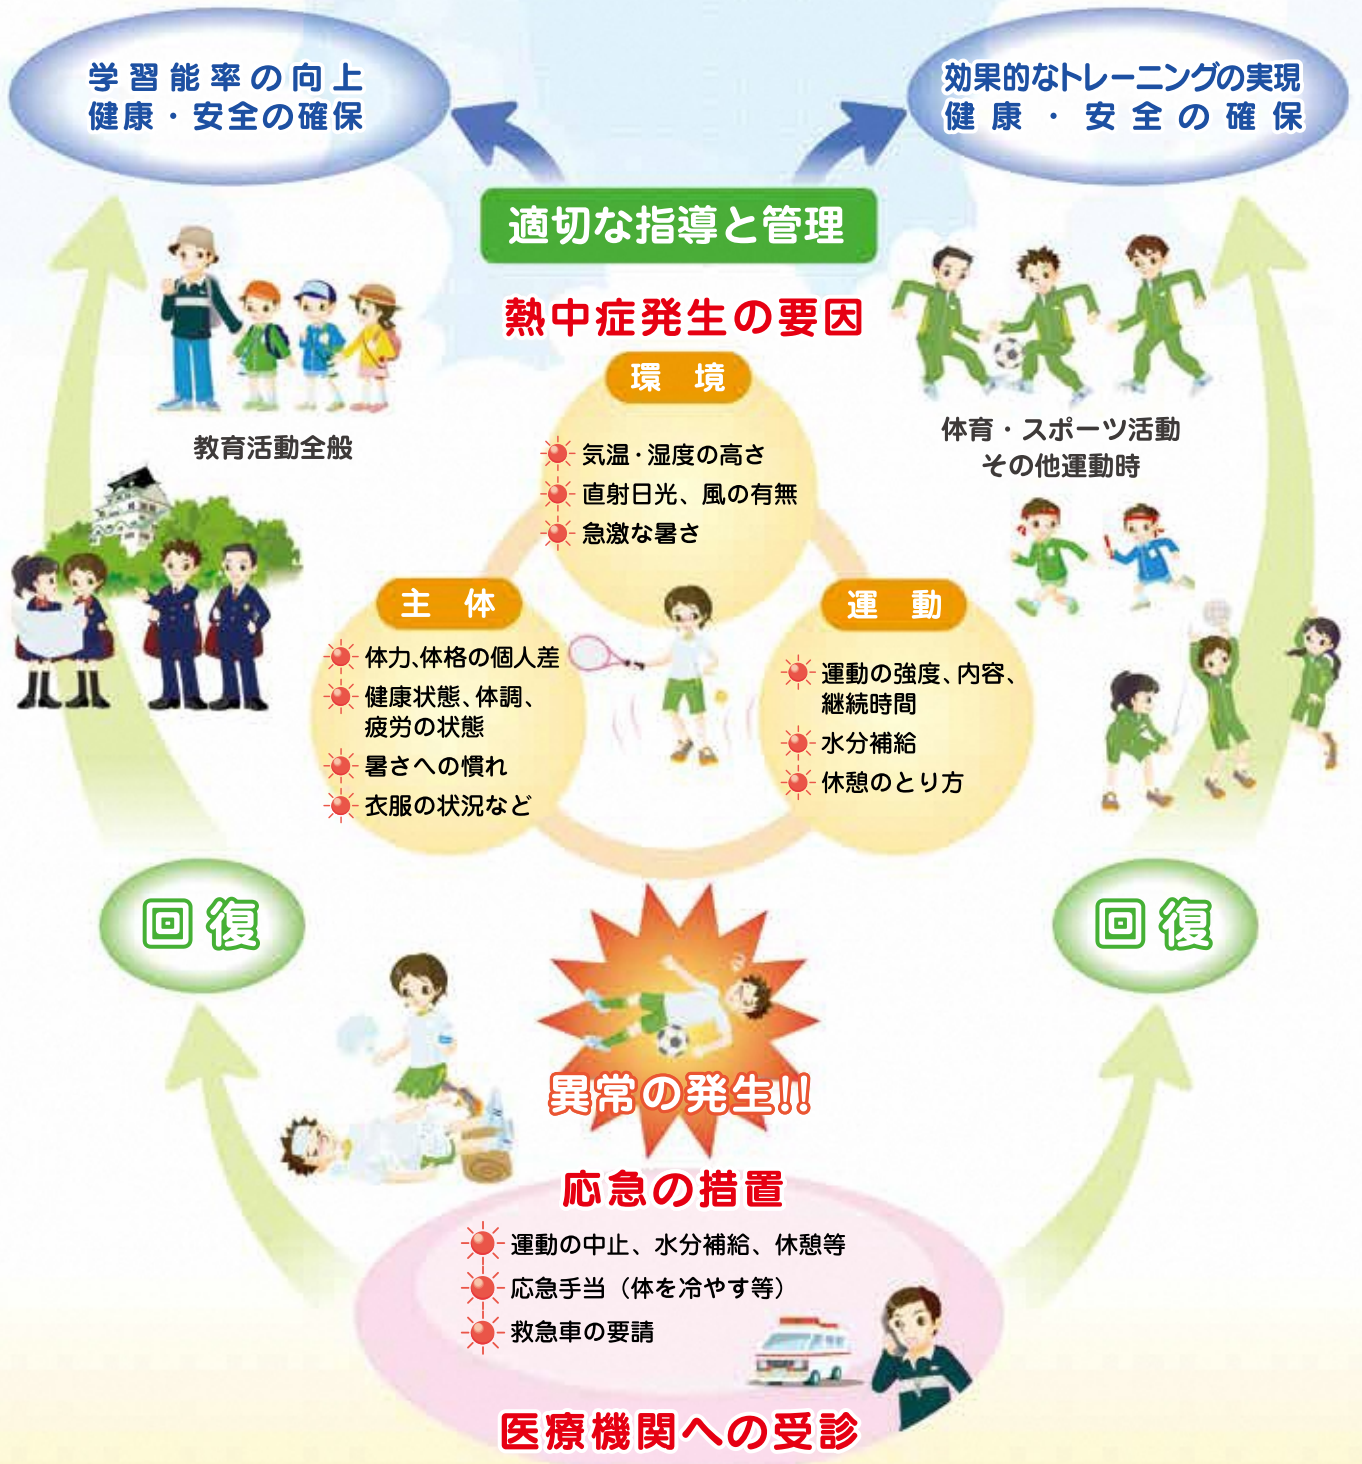 学習能率の向上
健康・安全の確保
効果的なトレーニングの実現
健康・安全の確保
適切な指導と管理
熱中症発生の要因
環境
気温・湿度の高さ
直射日光、風の有無
急激な暑さ
教育活動全般
体育・スポーツ活動
その他運動時
主体
体力、体格の個人差
健康状態、体調、
疲労の状態
暑さへの慣れ
衣服の状況など
運動
運動の強度、内容、
継続時間
水分補給
休憩のとり方
回復
回復
異常の発生!!
応急の措置
運動の中止、水分補給、休憩等
応急手当（体を冷やす等）
救急車の要請
医療機関への受診